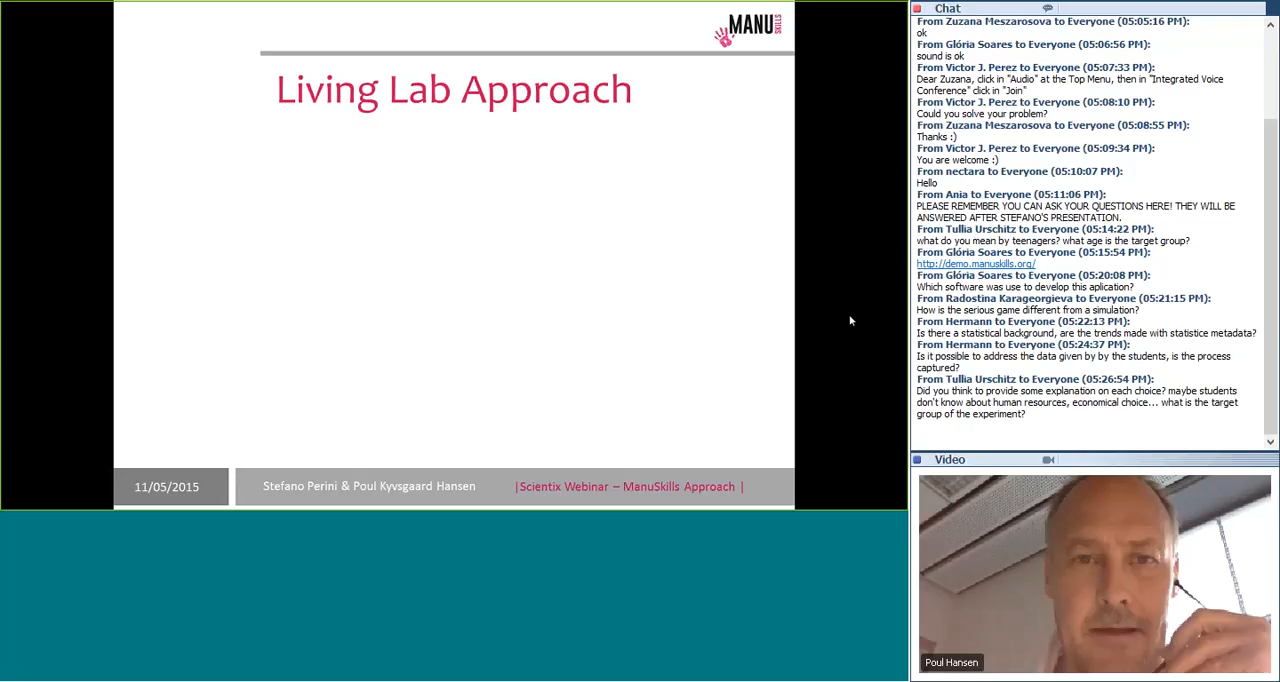 MANU
SKILLS
Living Lab Approach
11/05/2015
Stefano Perini & Poul Kyvsgaard Hansen
|Scientix Webinar – ManuSkills Approach |
Chat
From Zuzana Meszarosova to Everyone (05:05:16 PM):
ok
From Glória Soares to Everyone (05:06:56 PM):
sound is ok
From Victor J. Perez to Everyone (05:07:33 PM):
Dear Zuzana, click in "Audio" at the Top Menu, then in "Integrated Voice
Conference" click in "Join"
From Victor J. Perez to Everyone (05:08:10 PM):
Could you solve your problem?
From Zuzana Meszarosova to Everyone (05:08:55 PM):
Thanks :)
From Victor J. Perez to Everyone (05:09:34 PM):
You are welcome :)
From nectara to Everyone (05:10:07 PM):
Hello
From Ania to Everyone (05:11:06 PM):
PLEASE REMEMBER YOU CAN ASK YOUR QUESTIONS HERE! THEY WILL BE
ANSWERED AFTER STEFANO'S PRESENTATION.
From Tullia Urschitz to Everyone (05:14:22 PM):
what do you mean by teenagers? what age is the target group?
From Glória Soares to Everyone (05:15:54 PM):
http://demo.manuskills.org/
From Glória Soares to Everyone (05:20:08 PM):
Which software was use to develop this aplication?
From Radostina Karageorgieva to Everyone (05:21:15 PM):
How is the serious game different from a simulation?
From Hermann to Everyone (05:22:13 PM):
Is there a statistical background, are the trends made with statistice metadata?
From Hermann to Everyone (05:24:37 PM):
Is it possible to address the data given by by the students, is the process
captured?
From Tullia Urschitz to Everyone (05:26:54 PM):
Did you think to provide some explanation on each choice? maybe students
don't know about human resources, economical choice... what is the target
group of the experiment?
Video
Poul Hansen